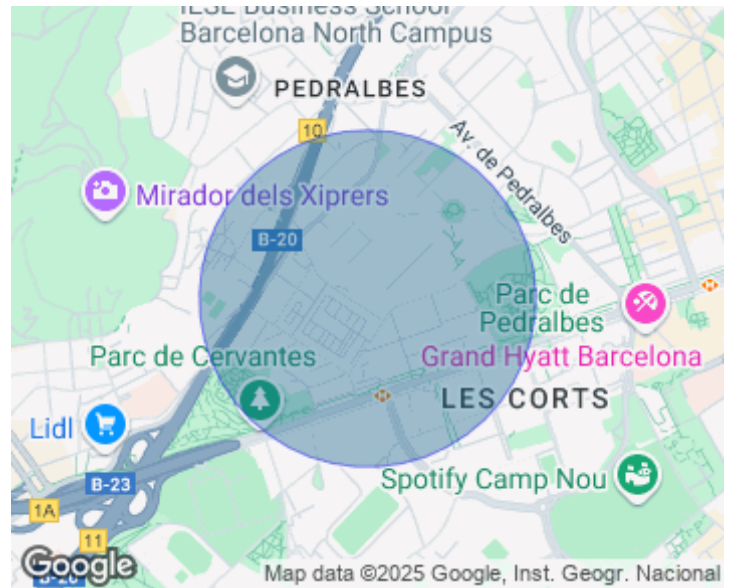 IESE Business School
Barcelona North Campus
PEDRALBES
10
Av. de Pedralbes
Mirador dels Xiprers
B-20
Parc de
Pedralbes
Parc de Cervantes
Grand Hyatt Barcelona
LES CORTS
Lidl
B-23
Spotify Camp Nou
1A
11
B-20
Google
Map data ©2025 Google, Inst. Geogr. Nacional